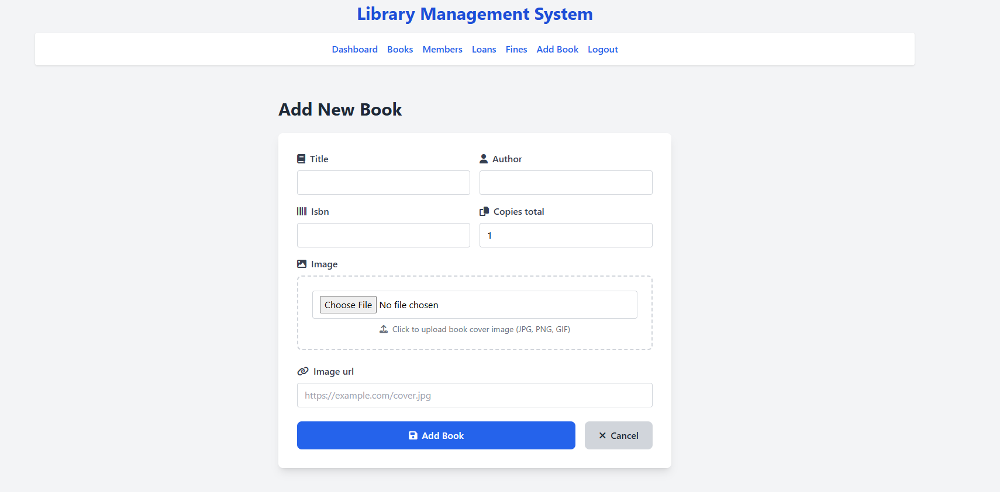 Library Management System
Dashboard Books Members Loans Fines Add Book Logout
Add New Book
Title Author
Isbn Copies total
1
Image
Choose File No file chosen
Click to upload book cover image (JPG, PNG, GIF)
Image url
https://example.com/cover.jpg
Add Book Cancel